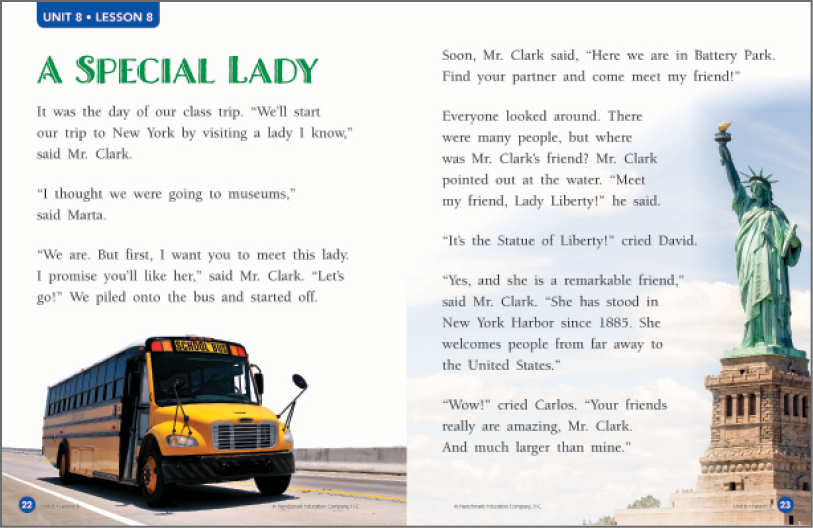 UNIT 8 • LESSON 8
A SPECIAL LADY
It was the day of our class trip. “We’ll start
our trip to New York by visiting a lady I know,”
said Mr. Clark.
“I thought we were going to museums,”
said Marta.
“We are. But first, I want you to meet this lady.
I promise you’ll like her,” said Mr. Clark. “Let’s
go!” We piled onto the bus and started off.
SCHOOL BUS
22 Unit 8 • Lesson 8
© Benchmark Education Company, LLC
Soon, Mr. Clark said, “Here we are in Battery Park.
Find your partner and come meet my friend!”
Everyone looked around. There
were many people, but where
was Mr. Clark’s friend? Mr. Clark
pointed out at the water. “Meet
my friend, Lady Liberty!” he said.
“It’s the Statue of Liberty!” cried David.
“Yes, and she is a remarkable friend,”
said Mr. Clark. “She has stood in
New York Harbor since 1885. She
welcomes people from far away to
the United States.”
“Wow!” cried Carlos. “Your friends
really are amazing, Mr. Clark.
And much larger than mine.”
© Benchmark Education Company, LLC
Unit 8 • Lesson 8 23